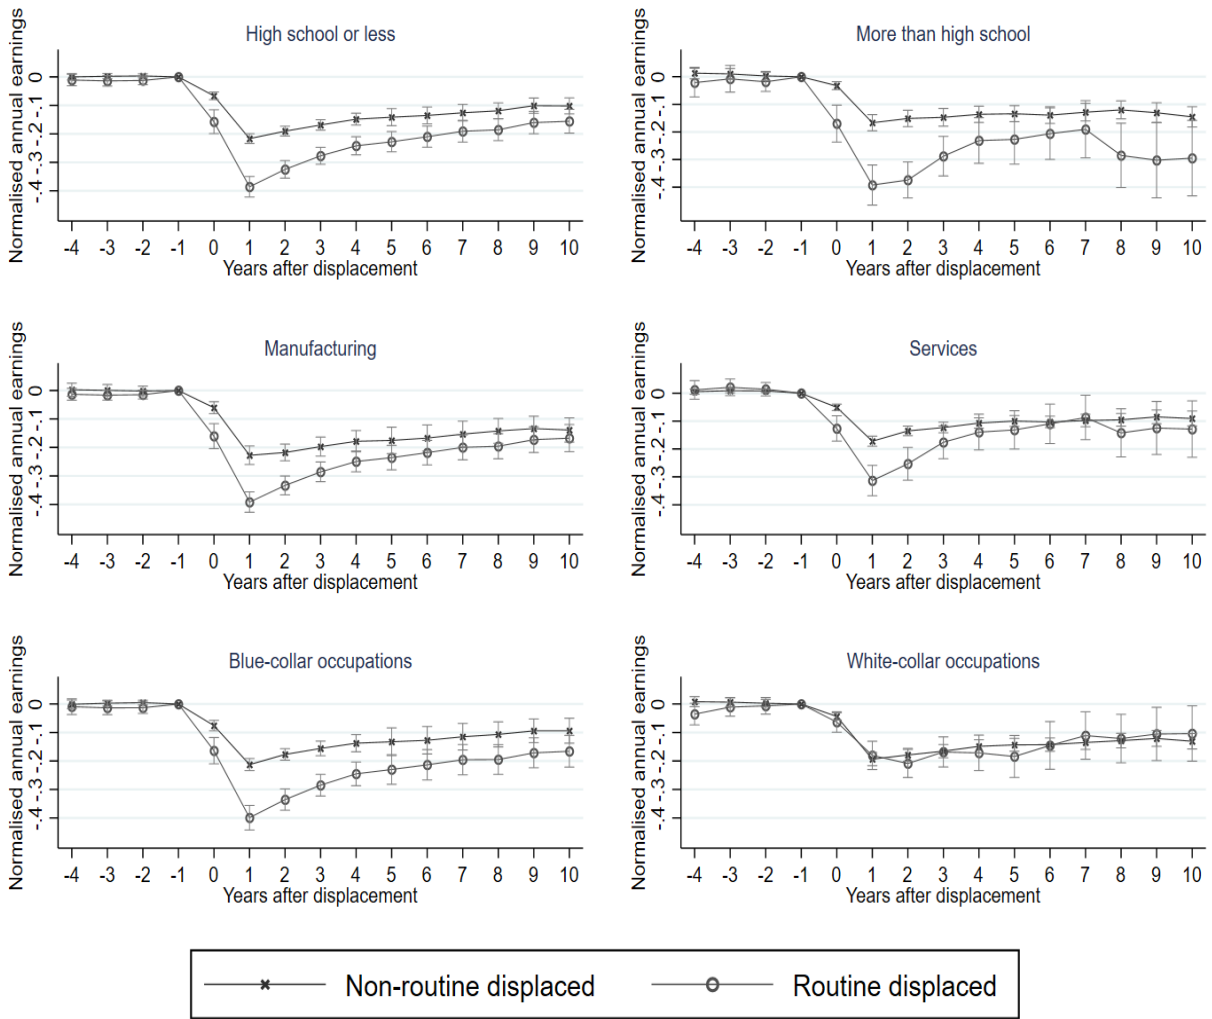 High school or less
Normalised annual earnings
0
-.1
-.2
-.3
-.4
-4 -3 -2 -1 0 1 2 3 4 5 6 7 8 9 10
Years after displacement
More than high school
Normalised annual earnings
0
-.1
-.2
-.3
-.4
-4 -3 -2 -1 0 1 2 3 4 5 6 7 8 9 10
Years after displacement
Manufacturing
Normalised annual earnings
0
-.1
-.2
-.3
-.4
-4 -3 -2 -1 0 1 2 3 4 5 6 7 8 9 10
Years after displacement
Services
Normalised annual earnings
0
-.1
-.2
-.3
-.4
-4 -3 -2 -1 0 1 2 3 4 5 6 7 8 9 10
Years after displacement
Blue-collar occupations
Normalised annual earnings
0
-.1
-.2
-.3
-.4
-4 -3 -2 -1 0 1 2 3 4 5 6 7 8 9 10
Years after displacement
White-collar occupations
Normalised annual earnings
0
-.1
-.2
-.3
-.4
-4 -3 -2 -1 0 1 2 3 4 5 6 7 8 9 10
Years after displacement
Non-routine displaced
Routine displaced